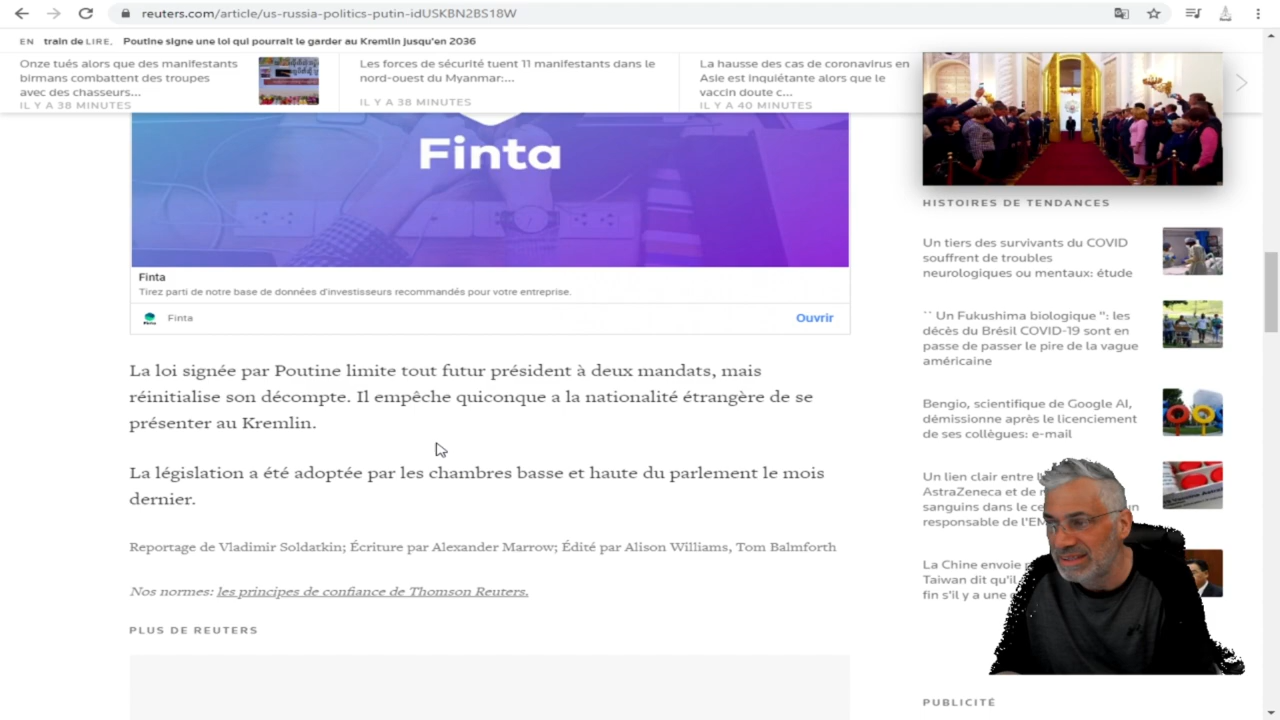 reuters.com/article/us-russia-politics-putin-idUSKBN2BS18W
EN train de LIRE, Poutine signe une loi qui pourrait le garder au Kremlin jusqu'en 2036
Onze tués alors que des manifestants
birmans combattent des troupes
avec des chasseurs...
IL Y A 38 MINUTES
Les forces de sécurité tuent 11 manifestants dans le
nord-ouest du Myanmar:...
IL Y A 38 MINUTES
La hausse des cas de coronavirus en
Asie est inquiétante alors que le
vaccin doute c...
IL Y A 40 MINUTES
Finta
Finta
Tirez parti de notre base de données d'investisseurs recommandés pour votre entreprise.
Finta
Ouvrir
La loi signée par Poutine limite tout futur président à deux mandats, mais
réinitialise son décompte. Il empêche quiconque a la nationalité étrangère de se
présenter au Kremlin.
La législation a été adoptée par les chambres basse et haute du parlement le mois
dernier.
Reportage de Vladimir Soldatkin; Écriture par Alexander Marrow; Édité par Alison Williams, Tom Balmforth
Nos normes: les principes de confiance de Thomson Reuters.
PLUS DE REUTERS
HISTOIRES DE TENDANCES
Un tiers des survivants du COVID
souffrent de troubles
neurologiques ou mentaux: étude
`` Un Fukushima biologique '': les
décès du Brésil COVID-19 sont en
passe de passer le pire de la vague
américaine
Bengio, scientifique de Google AI,
démissionne après le licenciement
de ses collègues: e-mail
Un lien clair entre
AstraZeneca et de
sanguins dans le
responsable de l'EM
La Chine envoie
Taiwan dit qu'il
fin s'il y a une
PUBLICITÉ